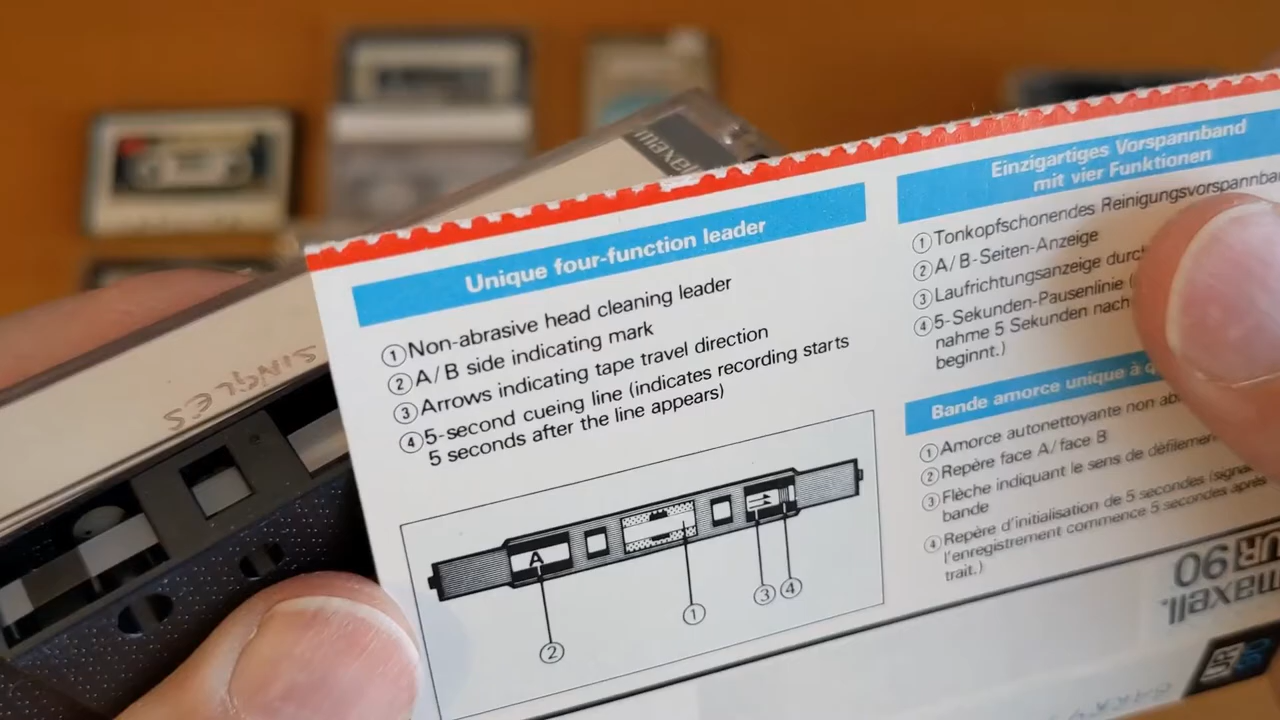 maxell
SINGLES
Unique four-function leader
①Non-abrasive head cleaning leader
②A/B side indicating mark
③Arrows indicating tape travel direction
④5-second cueing line (indicates recording starts
5 seconds after the line appears)
A
②
①
③
④
Einzigartiges Vorspannband
mit vier Funktionen
①Tonkopfschonendes
②A/B-Seiten-Anzeige
③Laufrichtungsanzeige
④5-Sekunden-Pausenlinie
nahme 5 Sekunden nach
beginnt.)
Bande amorce unique à
①Amorce autonettoyante non
②Repère face A/face B
③Flèche indiquant le sens de
bande
④Repère d'initialisation de 5 secondes
l'enregistrement commence 5 secondes après
trait.)
maxell
UR 90
UR
90